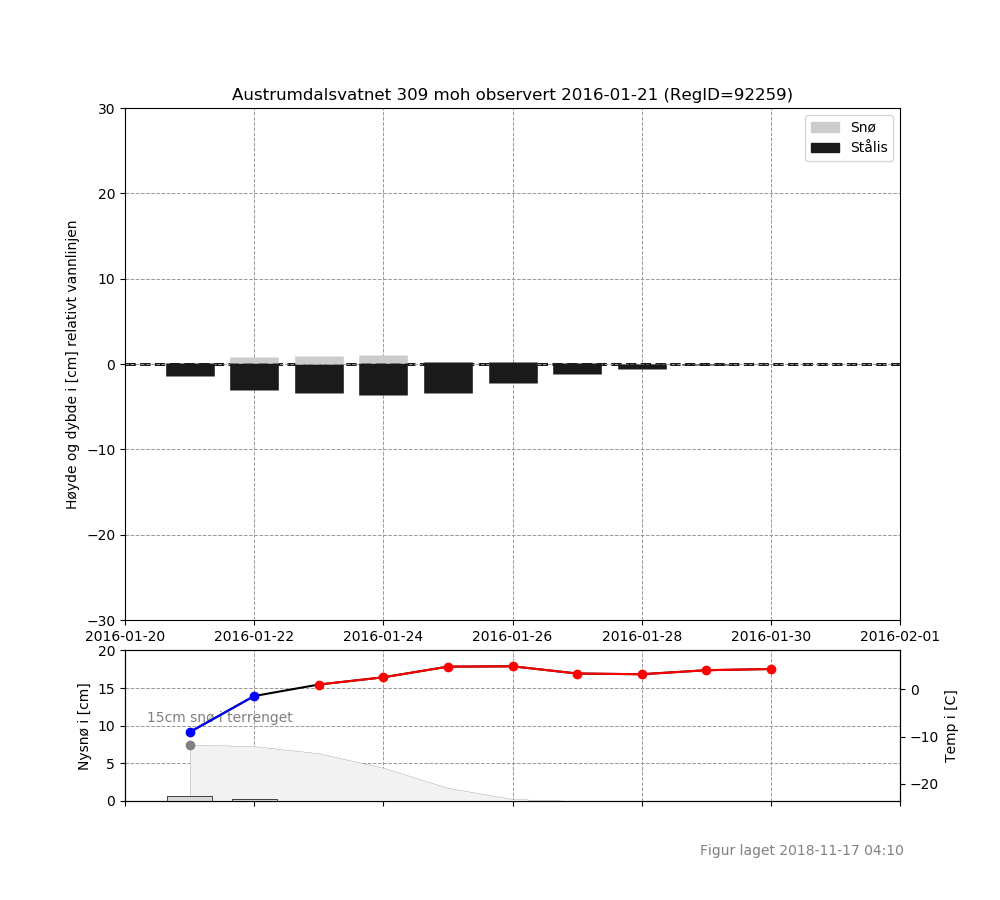 Austrumdalsvatnet 309 moh observert 2016-01-21 (RegID=92259)
Snø
Stålis
30
20
10
0
−10
−20
−30
Høyde og dybde i [cm] relativt vannlinjen
2016-01-20 2016-01-22 2016-01-24 2016-01-26 2016-01-28 2016-01-30 2016-02-01
20
15
10
5
0
Nysnø i [cm]
15cm snø i terrenget
0
−10
−20
Temp i [C]
Figur laget 2018-11-17 04:10